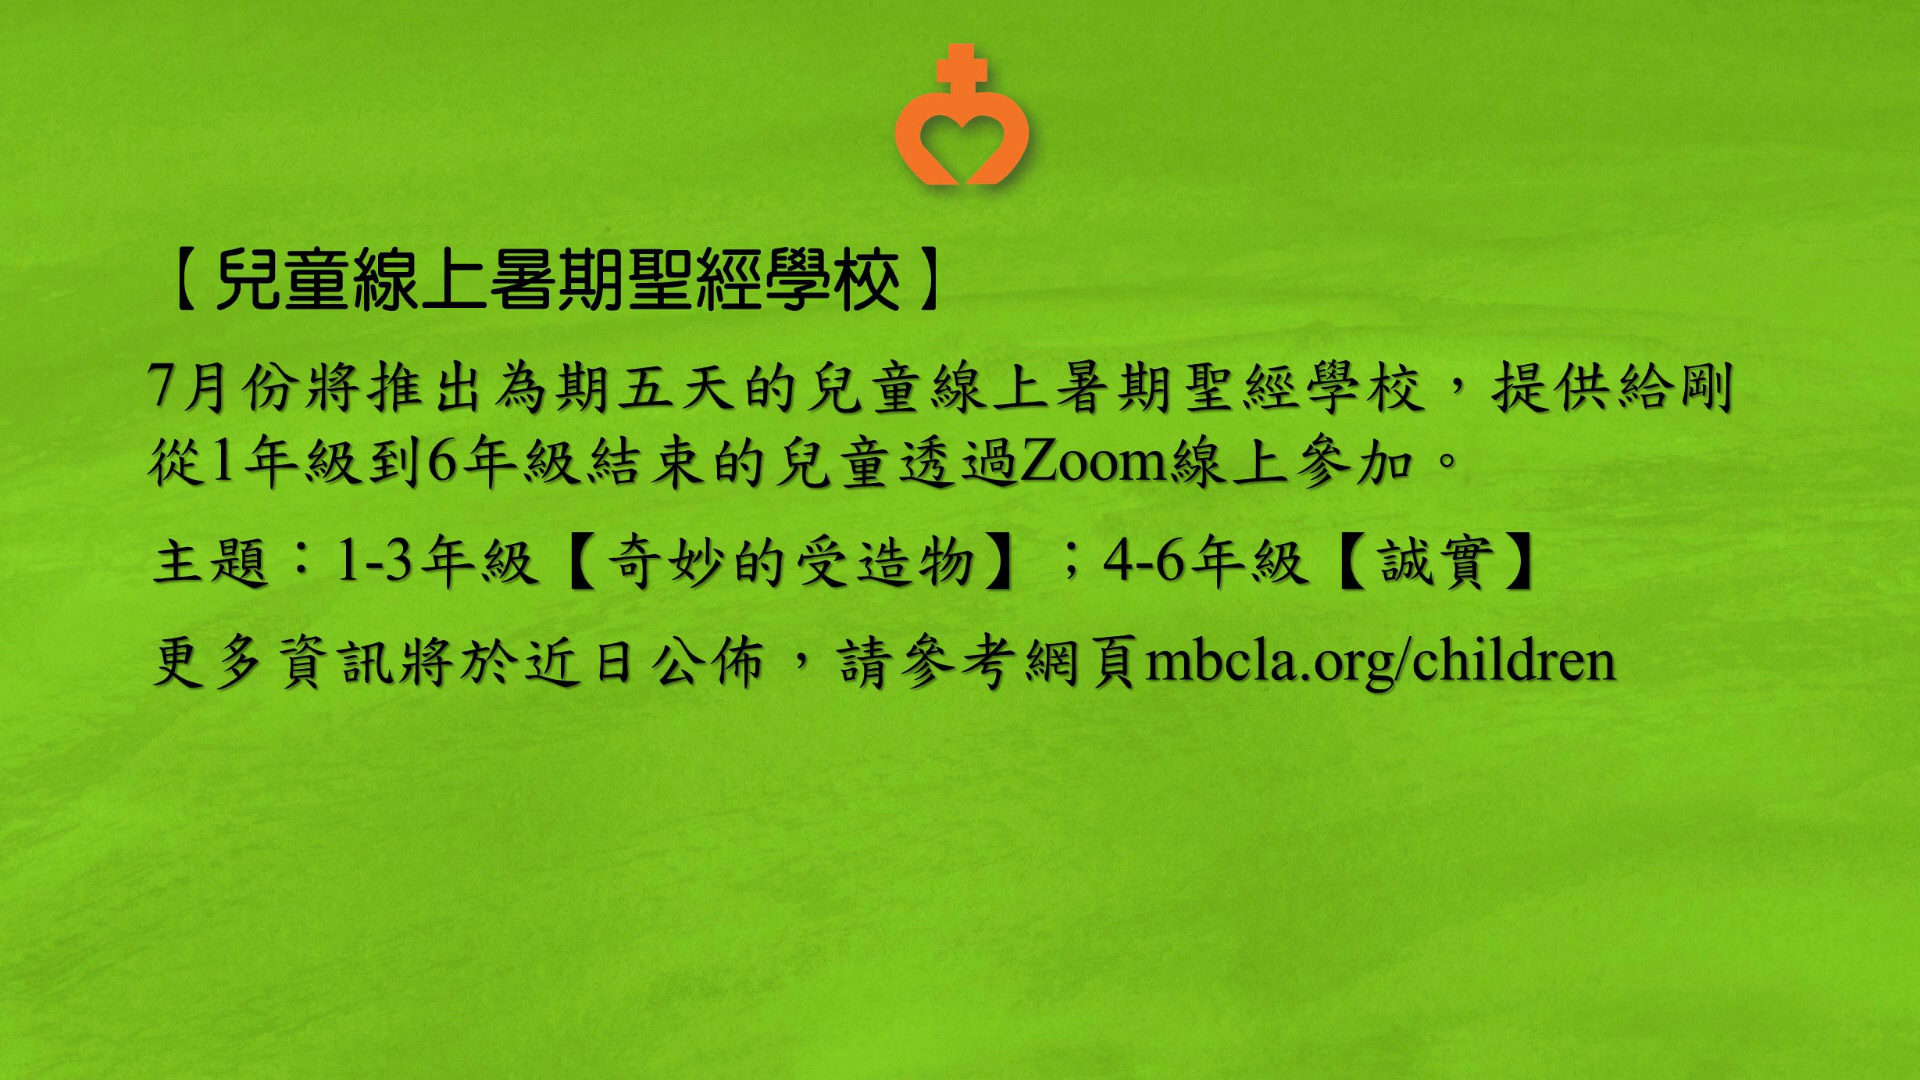 【兒童線上暑期聖經學校】
7月份將推出為期五天的兒童線上暑期聖經學校，提供給剛
從1年級到6年級結束的兒童透過Zoom線上參加。
主題：1-3年級【奇妙的受造物】；4-6年級【誠實】
更多資訊將於近日公佈，請參考網頁mbcla.org/children